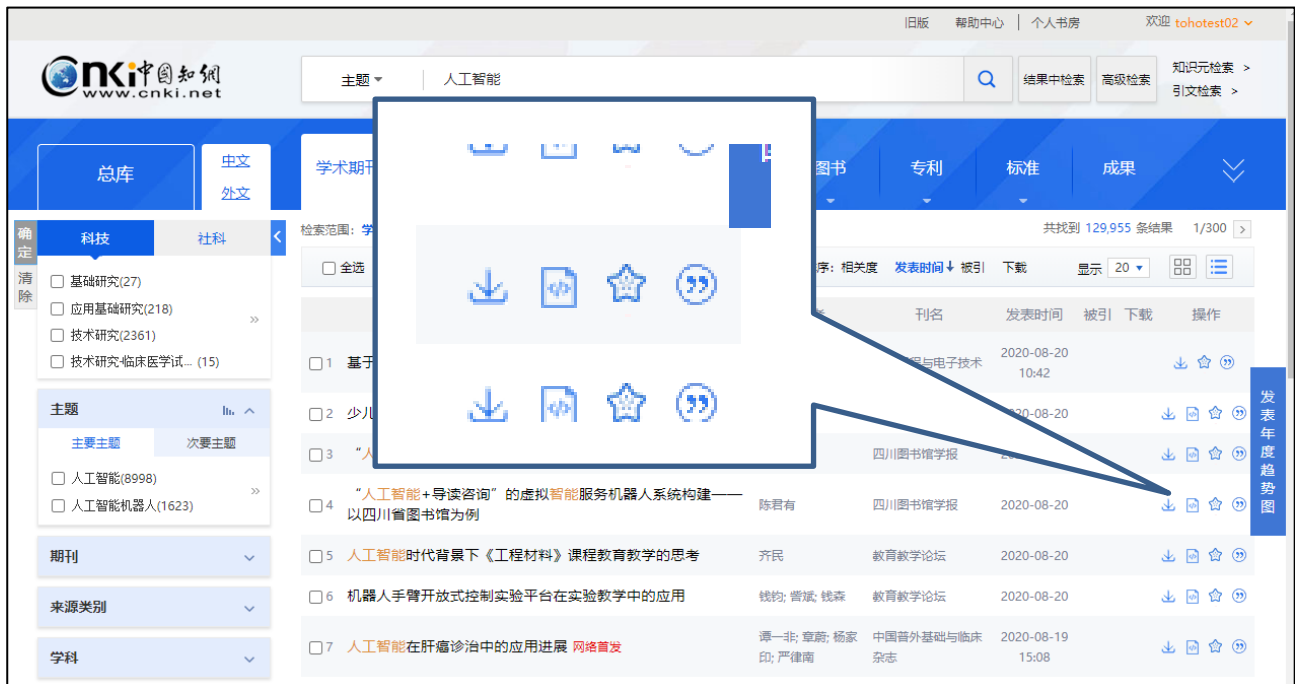 旧版 帮助中心 | 个人书房 欢迎 tohotest02
cnki中国知网
www.cnki.net
主题 人工智能 结果中检索 高级检索 知识元检索 >
引文检索 >
总库 中文
外文
学术期 图书 专利 标准 成果
确定
清除
科技 社科
基础研究(27)
应用基础研究(218)
技术研究(2361)
技术研究-临床医学试... (15)
主题
主要主题 次要主题
人工智能(8998)
人工智能机器人(1623)
期刊
来源类别
学科
检索范围: 学 共找到 129,955 条结果 1/300 >
全选 序: 相关度 发表时间↓ 被引 下载 显示 20
刊名 发表时间 被引 下载 操作
1 基于 与电子技术 2020-08-20
10:42
2 少儿 2020-08-20
3 “人 四川图书馆学报
4 “人工智能+导读咨询”的虚拟智能服务机器人系统构建—— 陈君有 四川图书馆学报 2020-08-20
以四川省图书馆为例
5 人工智能时代背景下《工程材料》课程教育教学的思考 齐民 教育教学论坛 2020-08-20
6 机器人手臂开放式控制实验平台在实验教学中的应用 钱钧; 訾斌; 钱森 教育教学论坛 2020-08-20
7 人工智能在肝癌诊治中的应用进展 网络首发 谭一非; 章蔚; 杨家 中国普外基础与临床 2020-08-19
印; 严律南 杂志 15:08
发表年度趋势图